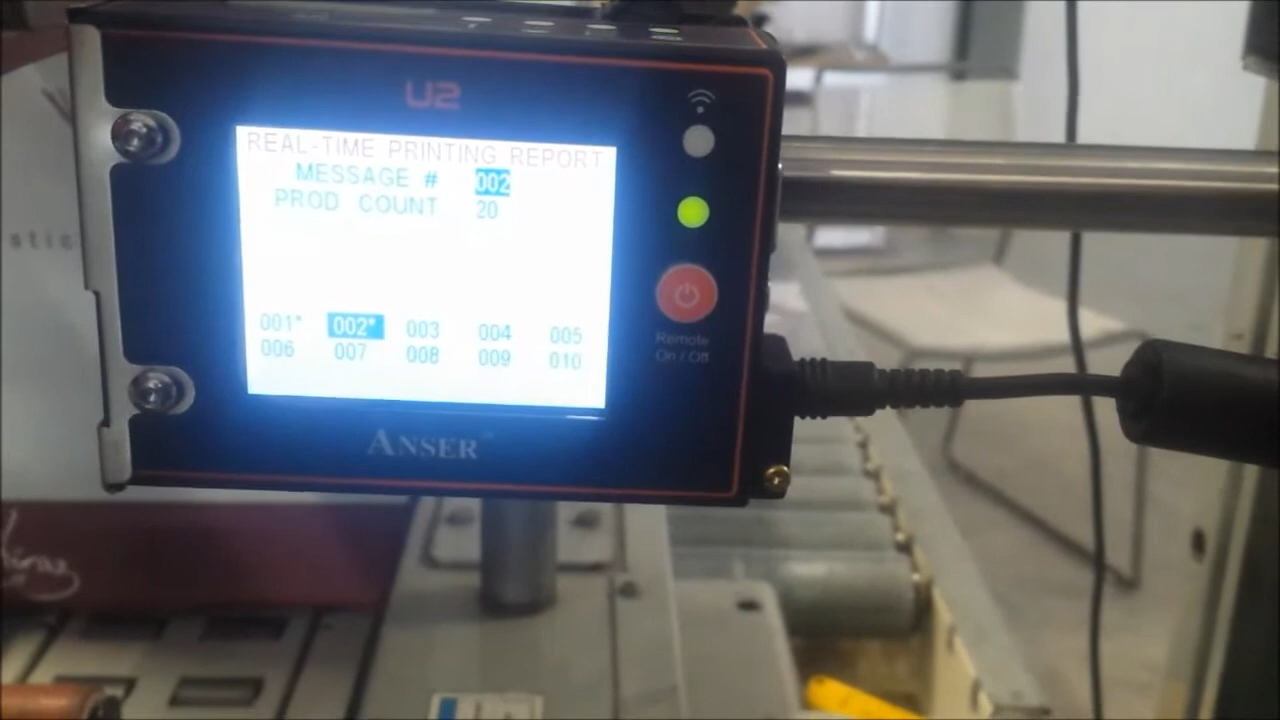 U2
REAL-TIME PRINTING REPORT
MESSAGE # 002
PROD COUNT 20
001* 002* 003 004 005
006 007 008 009 010
Remote
On / Off
ANSER
stic